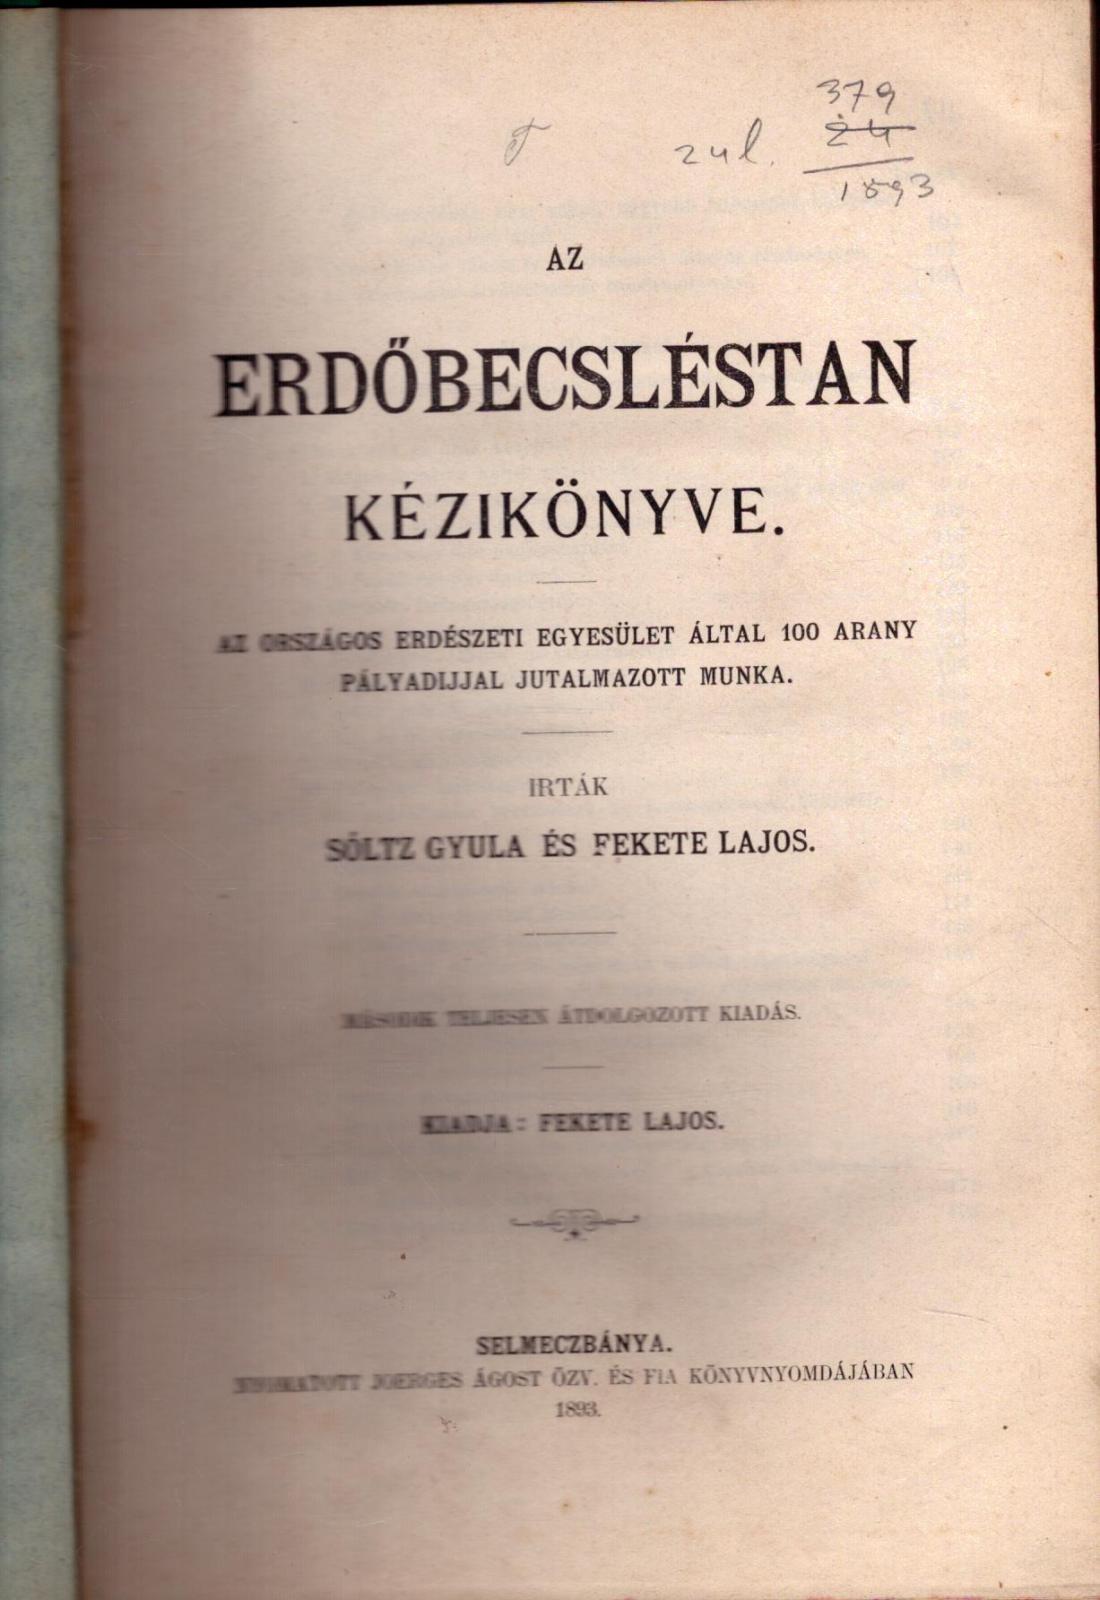 379
24
zul.
1893
AZ
ERDŐBECSLÉSTAN
KÉZIKÖNYVE.
AZ ORSZÁGOS ERDÉSZETI EGYESÜLET ÁLTAL 100 ARANY
PÁLYADIJJAL JUTALMAZOTT MUNKA.
IRTÁK
SÓLTZ GYULA ÉS FEKETE LAJOS.
MÁSODIK TELJESEN ÁTDOLGOZOTT KIADÁS.
KIADJA: FEKETE LAJOS.
SELMECZBÁNYA.
NYOMATOTT JOERGES ÁGOST ÖZV. ÉS FIA KÖNYVNYOMDÁJÁBAN
1893.